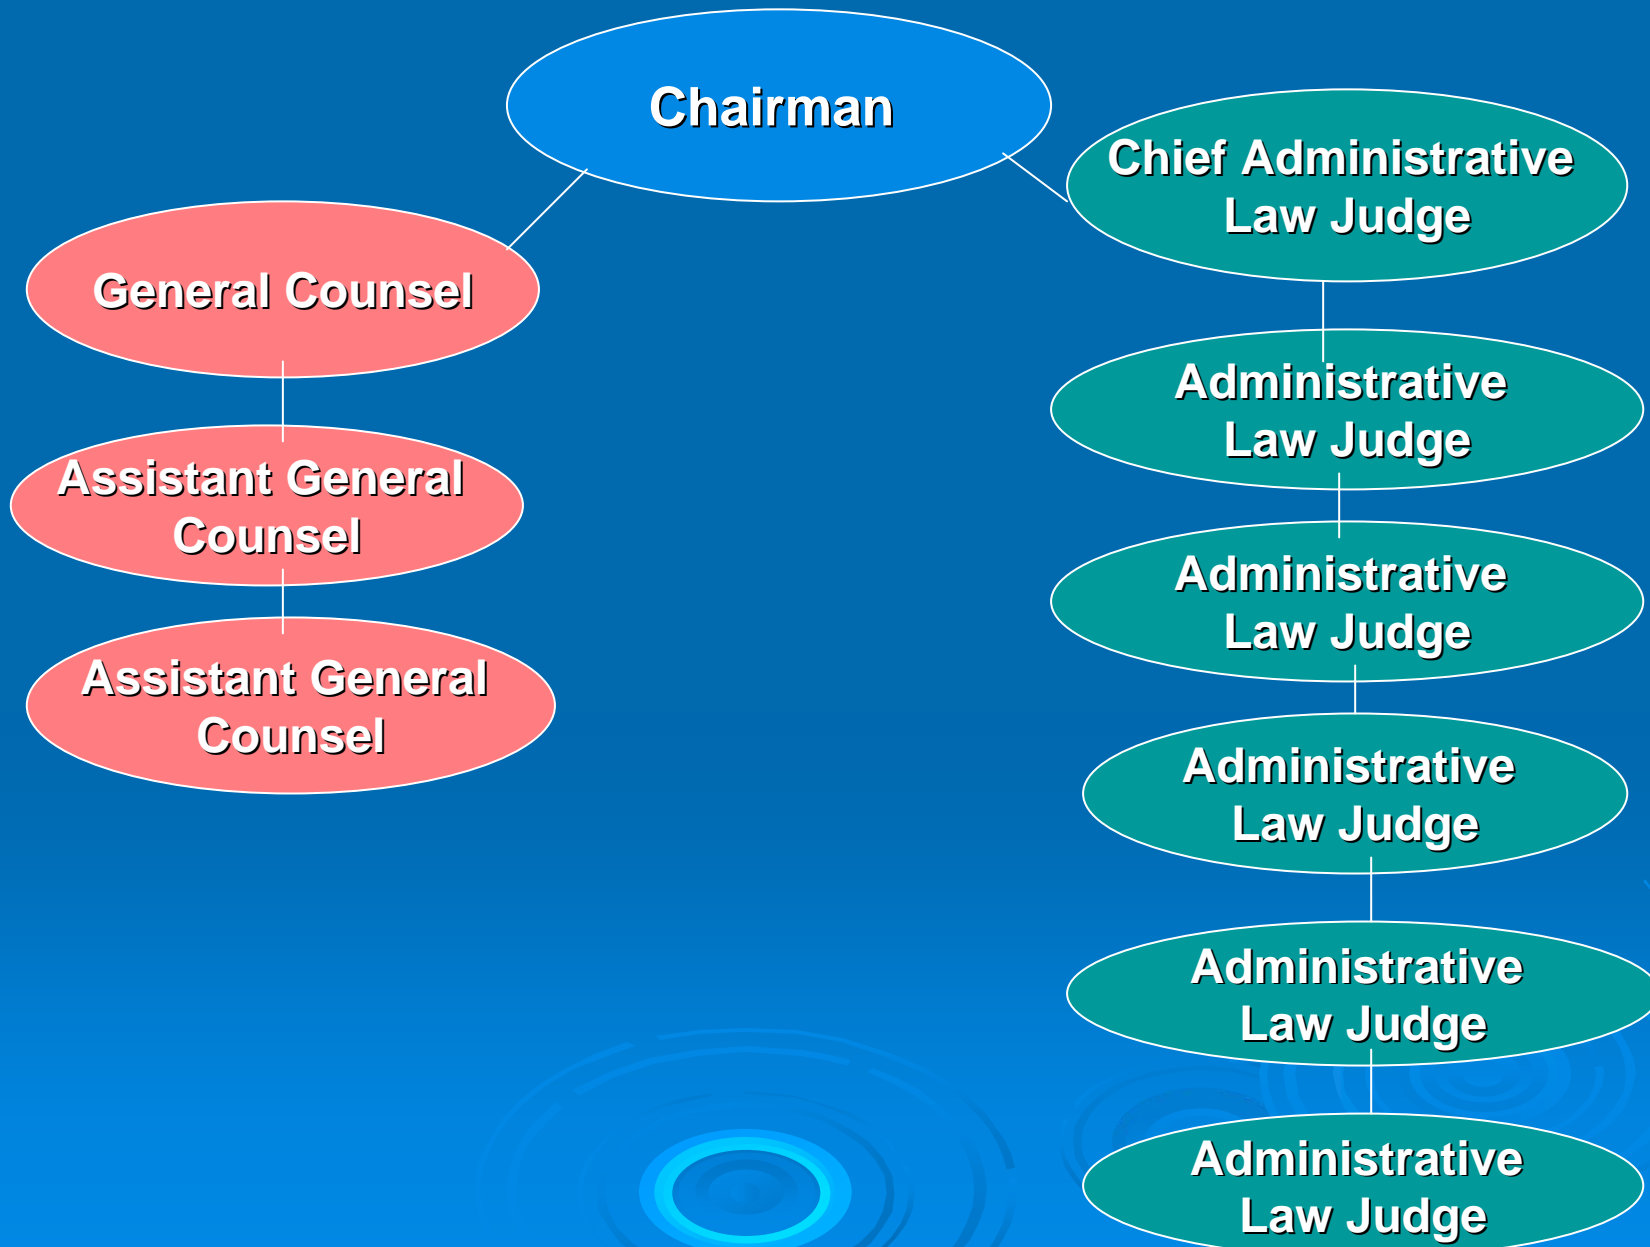 Chairman
General Counsel
Assistant General
Counsel
Assistant General
Counsel
Chief Administrative
Law Judge
Administrative
Law Judge
Administrative
Law Judge
Administrative
Law Judge
Administrative
Law Judge
Administrative
Law Judge